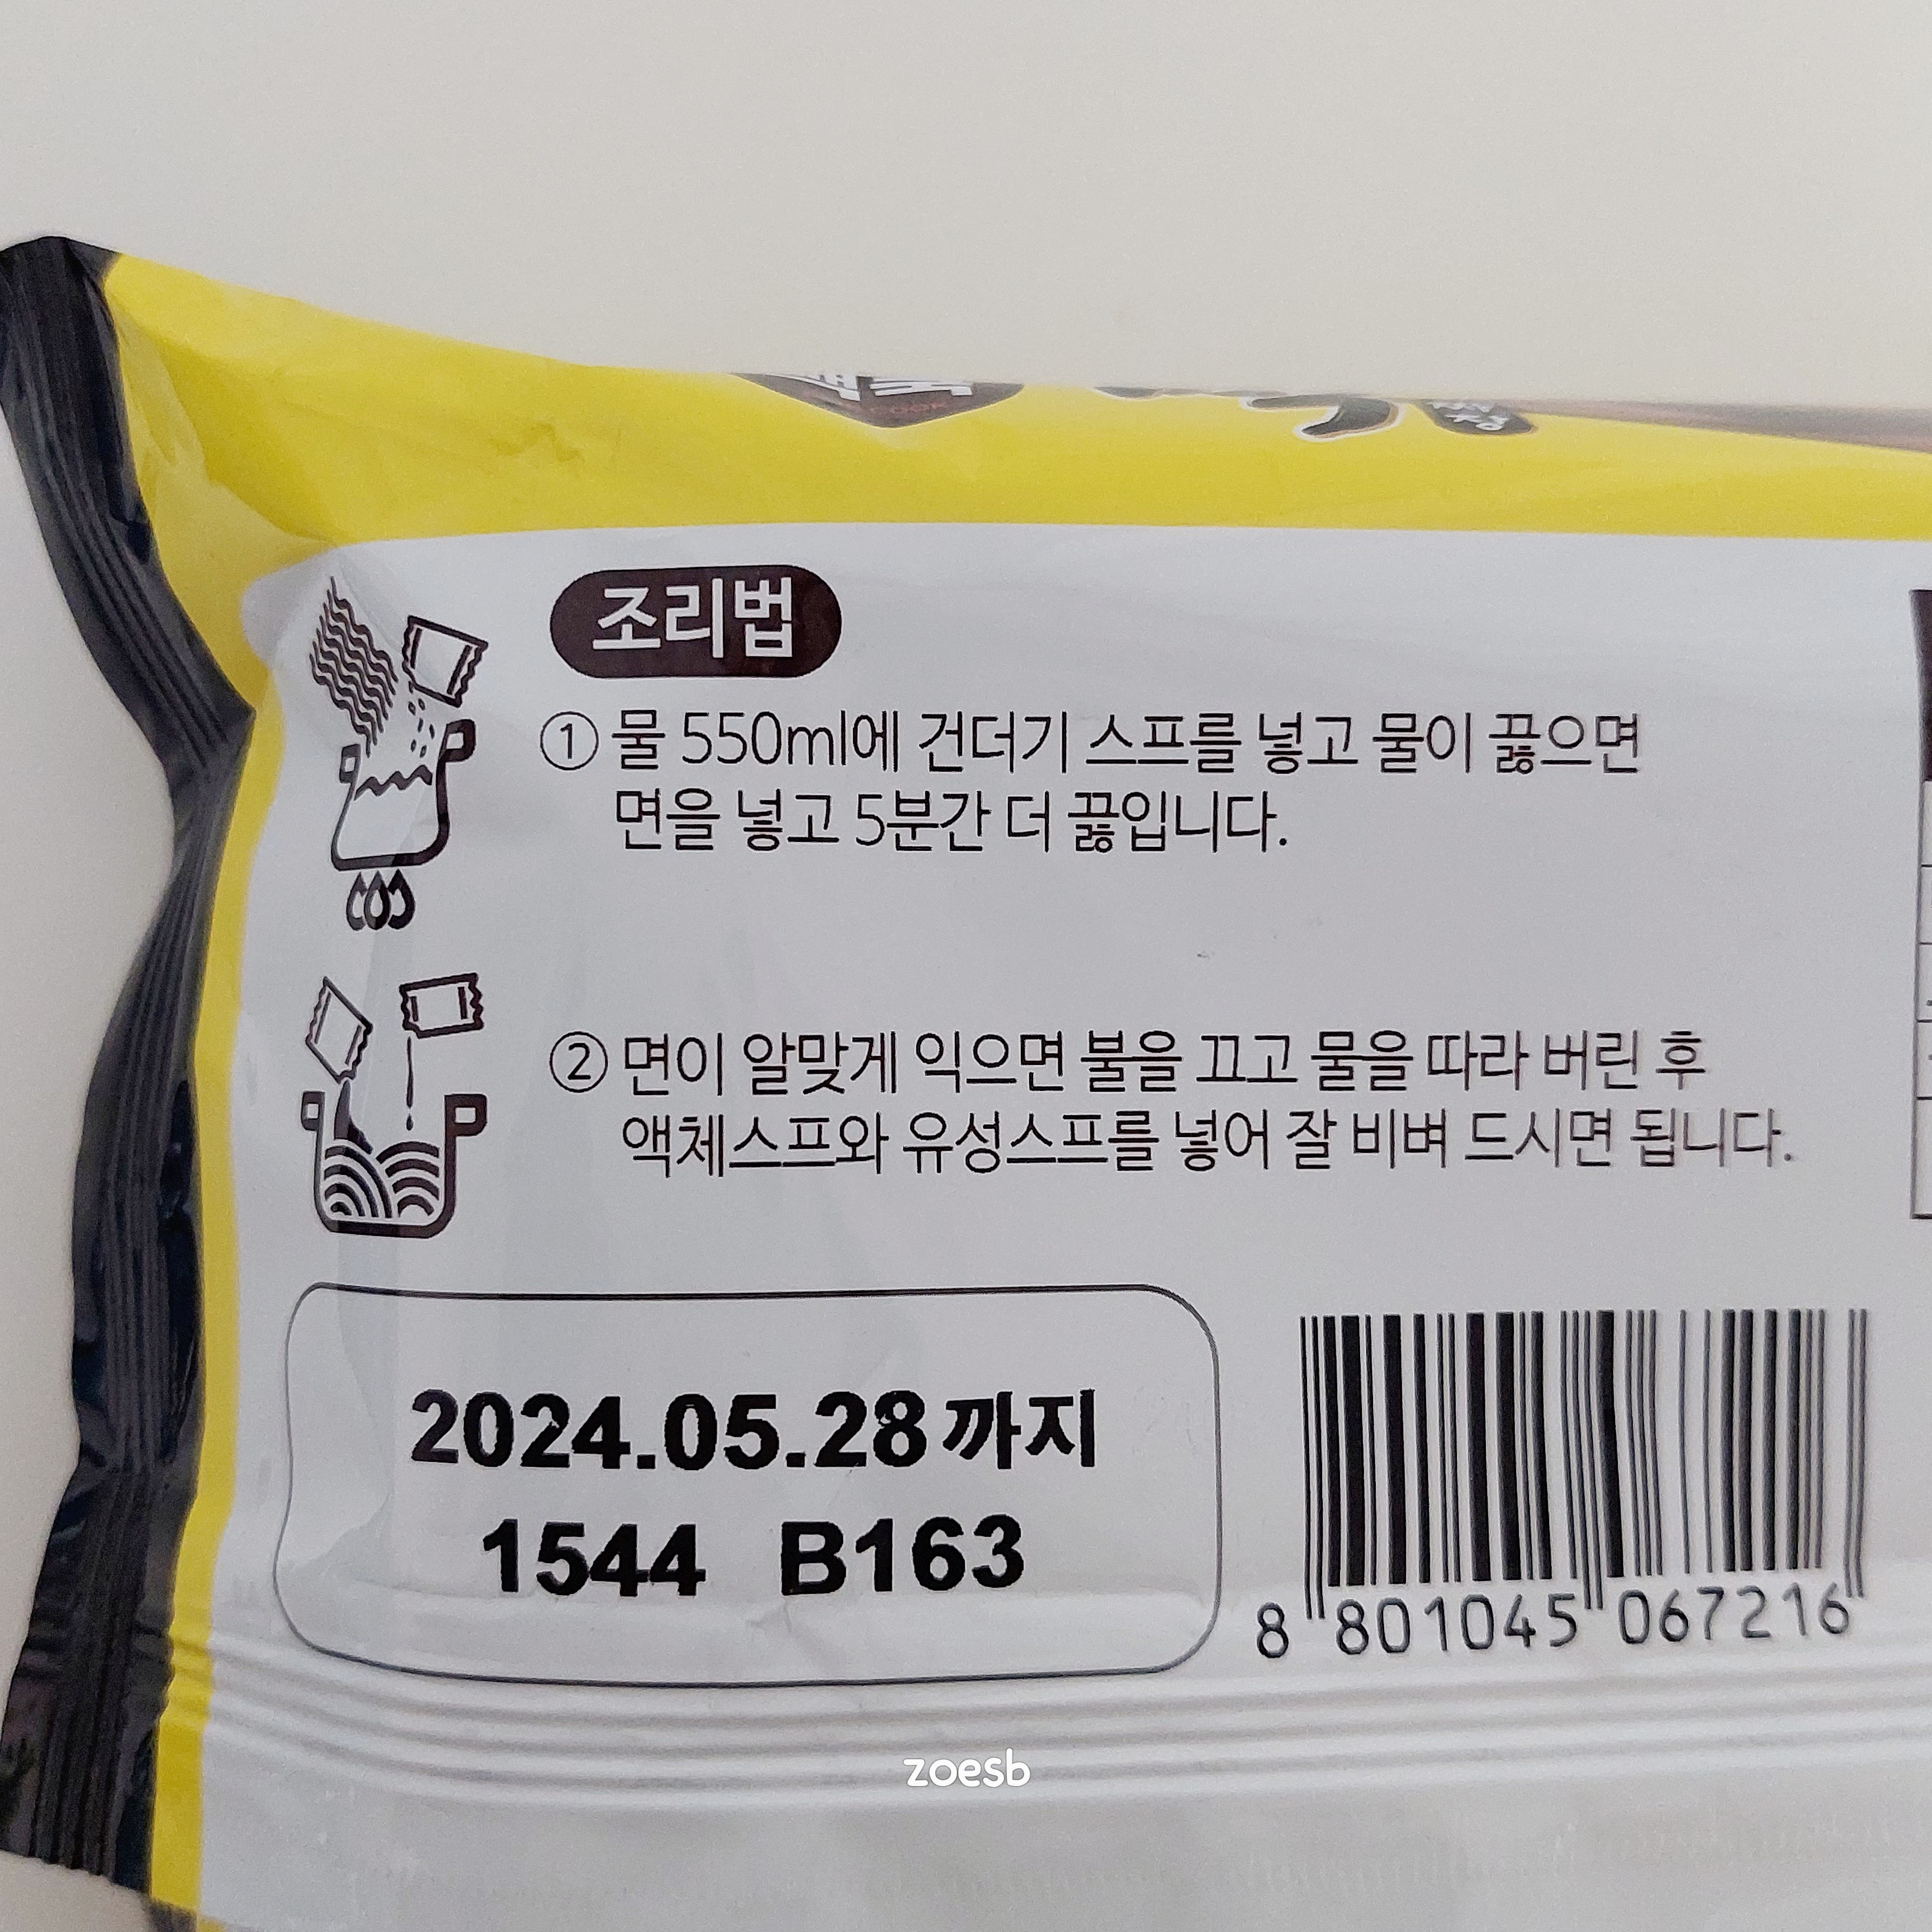 조리법
① 물 550ml에 건더기 스프를 넣고 물이 끓으면
면을 넣고 5분간 더 끓입니다.
② 면이 알맞게 익으면 불을 끄고 물을 따라 버린 후
액체스프와 유성스프를 넣어 잘 비벼 드시면 됩니다.
2024.05.28까지
1544 B163
8 801045 067216
zoesb